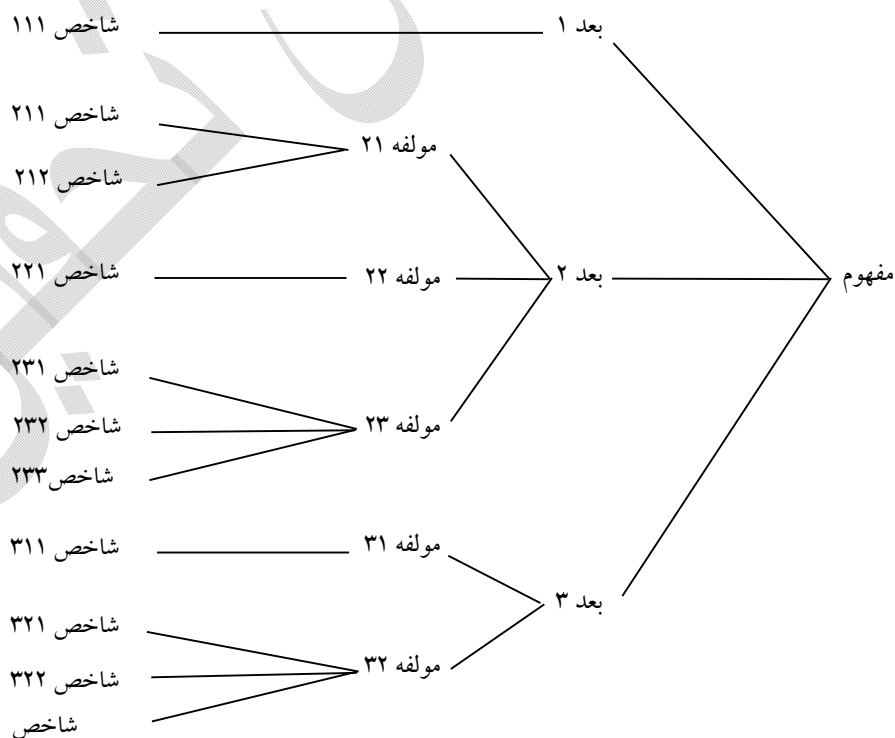 مفهوم
بعد ۱
شاخص ۱۱۱
بعد ۲
مولفه ۲۱
شاخص ۲۱۱
شاخص ۲۱۲
مولفه ۲۲
شاخص ۲۲۱
مولفه ۲۳
شاخص ۲۳۱
شاخص ۲۳۲
شاخص۲۳۳
بعد ۳
مولفه ۳۱
شاخص ۳۱۱
مولفه ۳۲
شاخص ۳۲۱
شاخص ۳۲۲
شاخص